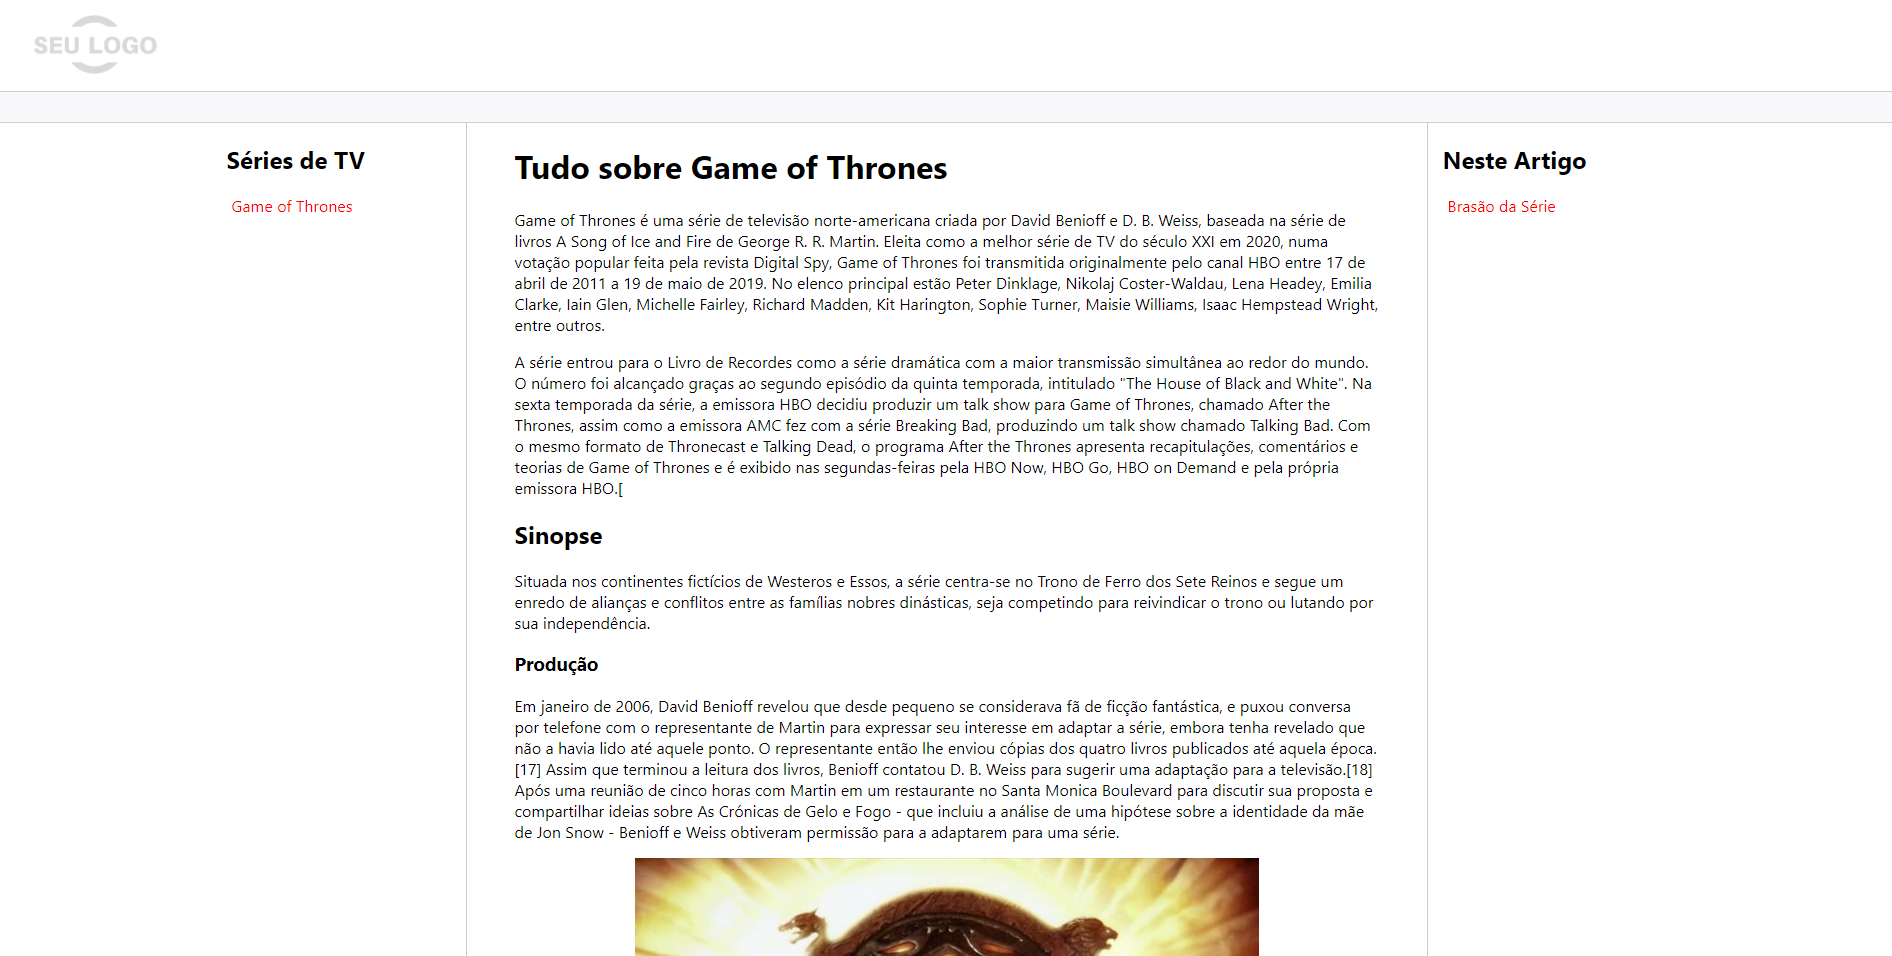 SEU LOGO
Séries de TV
Game of Thrones
Tudo sobre Game of Thrones
Game of Thrones é uma série de televisão norte-americana criada por David Benioff e D. B. Weiss, baseada na série de
livros A Song of Ice and Fire de George R. R. Martin. Eleita como a melhor série de TV do século XXI em 2020, numa
votação popular feita pela revista Digital Spy, Game of Thrones foi transmitida originalmente pelo canal HBO entre 17 de
abril de 2011 a 19 de maio de 2019. No elenco principal estão Peter Dinklage, Nikolaj Coster-Waldau, Lena Headey, Emilia
Clarke, Iain Glen, Michelle Fairley, Richard Madden, Kit Harington, Sophie Turner, Maisie Williams, Isaac Hempstead Wright,
entre outros.
A série entrou para o Livro de Recordes como a série dramática com a maior transmissão simultânea ao redor do mundo.
O número foi alcançado graças ao segundo episódio da quinta temporada, intitulado "The House of Black and White". Na
sexta temporada da série, a emissora HBO decidiu produzir um talk show para Game of Thrones, chamado After the
Thrones, assim como a emissora AMC fez com a série Breaking Bad, produzindo um talk show chamado Talking Bad. Com
o mesmo formato de Thronecast e Talking Dead, o programa After the Thrones apresenta recapitulações, comentários e
teorias de Game of Thrones e é exibido nas segundas-feiras pela HBO Now, HBO Go, HBO on Demand e pela própria
emissora HBO.[
Sinopse
Situada nos continentes fictícios de Westeros e Essos, a série centra-se no Trono de Ferro dos Sete Reinos e segue um
enredo de alianças e conflitos entre as famílias nobres dinásticas, seja competindo para reivindicar o trono ou lutando por
sua independência.
Produção
Em janeiro de 2006, David Benioff revelou que desde pequeno se considerava fã de ficção fantástica, e puxou conversa
por telefone com o representante de Martin para expressar seu interesse em adaptar a série, embora tenha revelado que
não a havia lido até aquele ponto. O representante então lhe enviou cópias dos quatro livros publicados até aquela época.
[17] Assim que terminou a leitura dos livros, Benioff contatou D. B. Weiss para sugerir uma adaptação para a televisão.[18]
Após uma reunião de cinco horas com Martin em um restaurante no Santa Monica Boulevard para discutir sua proposta e
compartilhar ideias sobre As Crónicas de Gelo e Fogo - que incluiu a análise de uma hipótese sobre a identidade da mãe
de Jon Snow - Benioff e Weiss obtiveram permissão para a adaptarem para uma série.
Neste Artigo
Brasão da Série